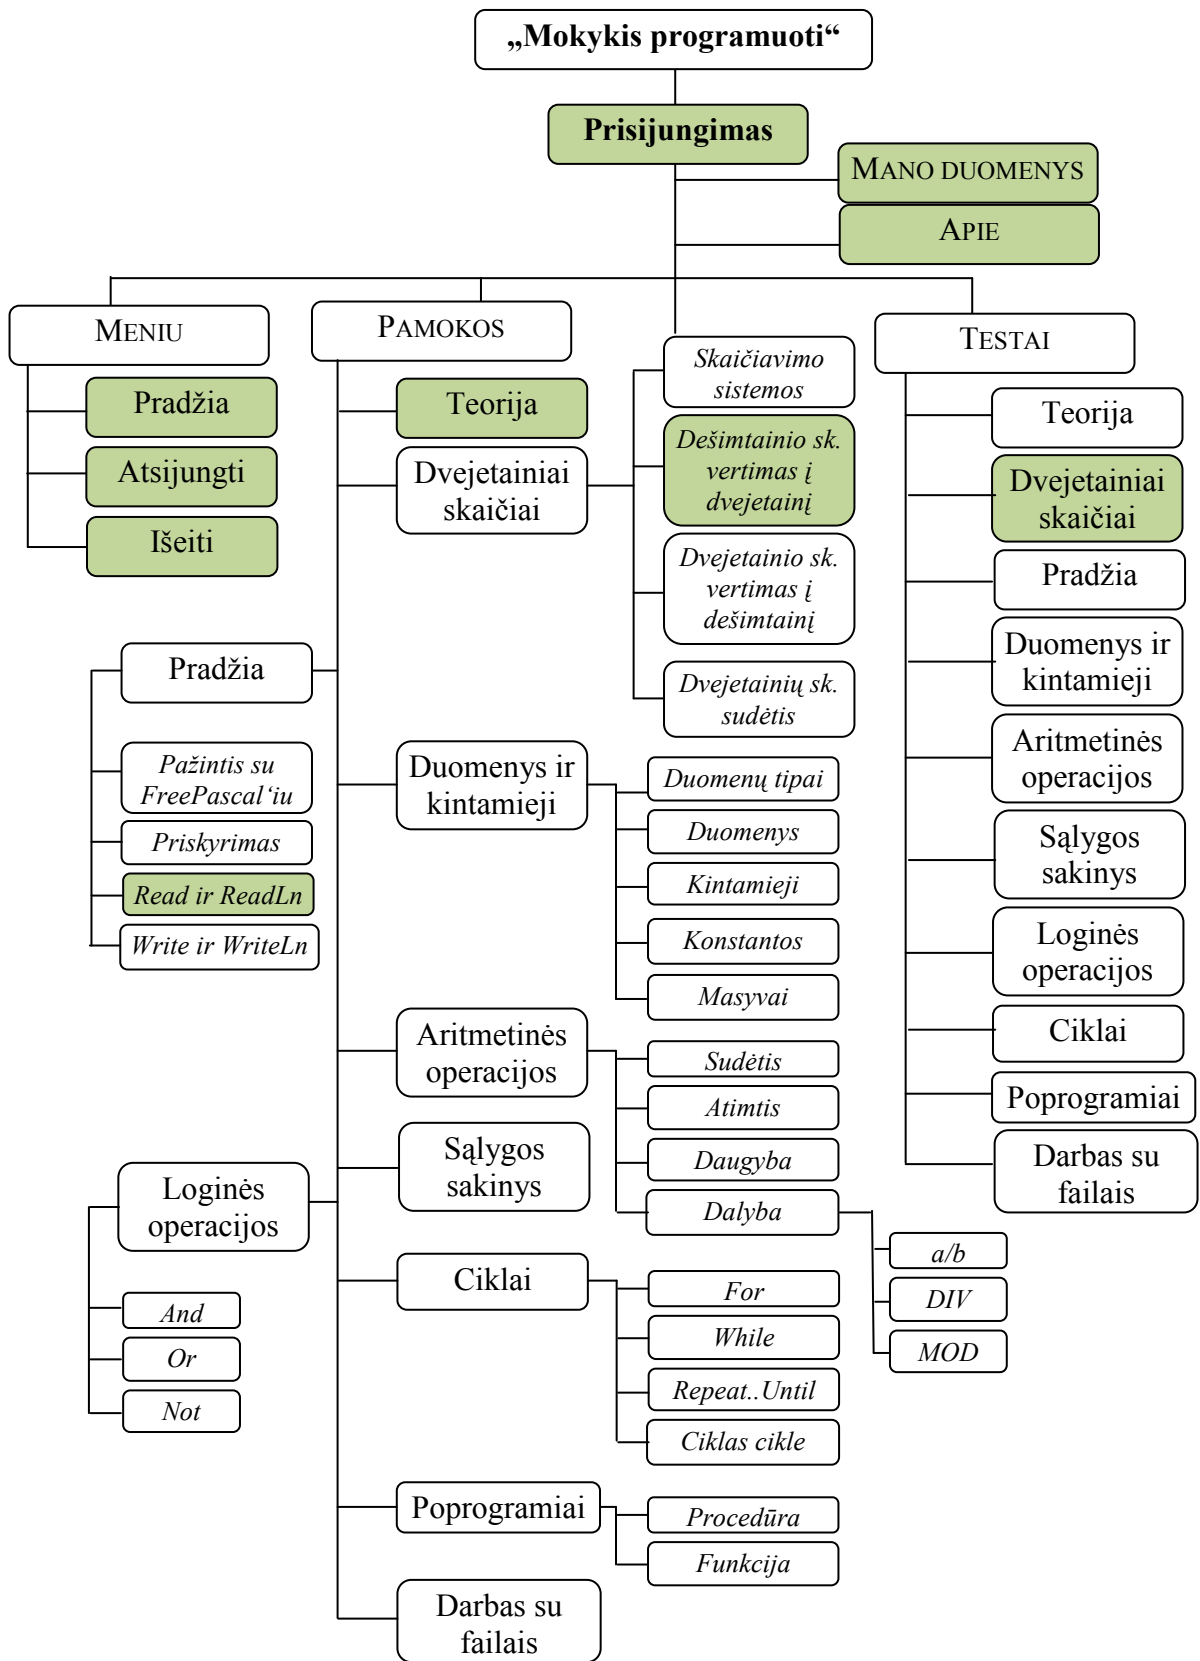 „Mokykis programuoti“
Prisijungimas
MANO DUOMENYS
APIE
MENIU
Pradžia
Atsijungti
Išeiti
PAMOKOS
Teorija
Dvejetainiai
skaičiai
Skaičiavimo
sistemos
Dešimtainio sk.
vertimas į
dvejetainį
Dvejetainio sk.
vertimas į
dešimtainį
Dvejetainių sk.
sudėtis
Pradžia
Pažintis su
FreePascal‘iu
Priskyrimas
Read ir ReadLn
Write ir WriteLn
Duomenys ir
kintamieji
Duomenų tipai
Duomenys
Kintamieji
Konstantos
Masyvai
Aritmetinės
operacijos
Sudėtis
Atimtis
Daugyba
Dalyba
a/b
DIV
MOD
Sąlygos
sakinys
Loginės
operacijos
And
Or
Not
Ciklai
For
While
Repeat..Until
Ciklas cikle
Poprogramiai
Procedūra
Funkcija
Darbas su
failais
TESTAI
Teorija
Dvejetainiai
skaičiai
Pradžia
Duomenys ir
kintamieji
Aritmetinės
operacijos
Sąlygos
sakinys
Loginės
operacijos
Ciklai
Poprogramiai
Darbas su
failais